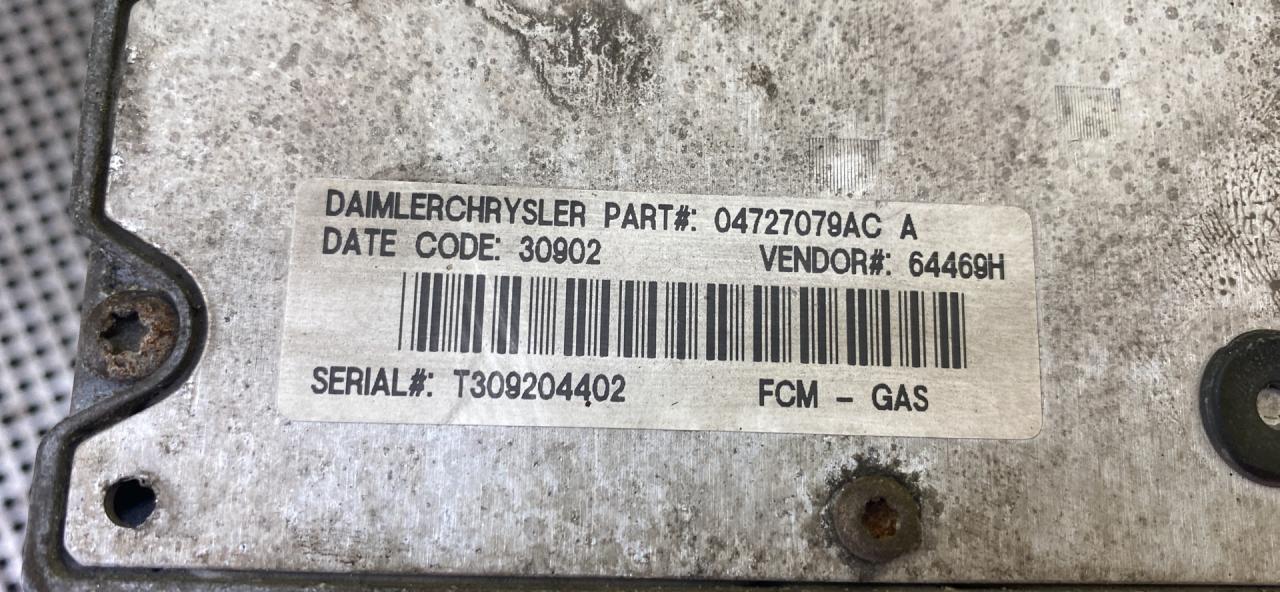 DAIMLERCHRYSLER PART#: 04727079AC A
DATE CODE: 30902 VENDOR#: 64469H
SERIAL#: T309204402 FCM - GAS